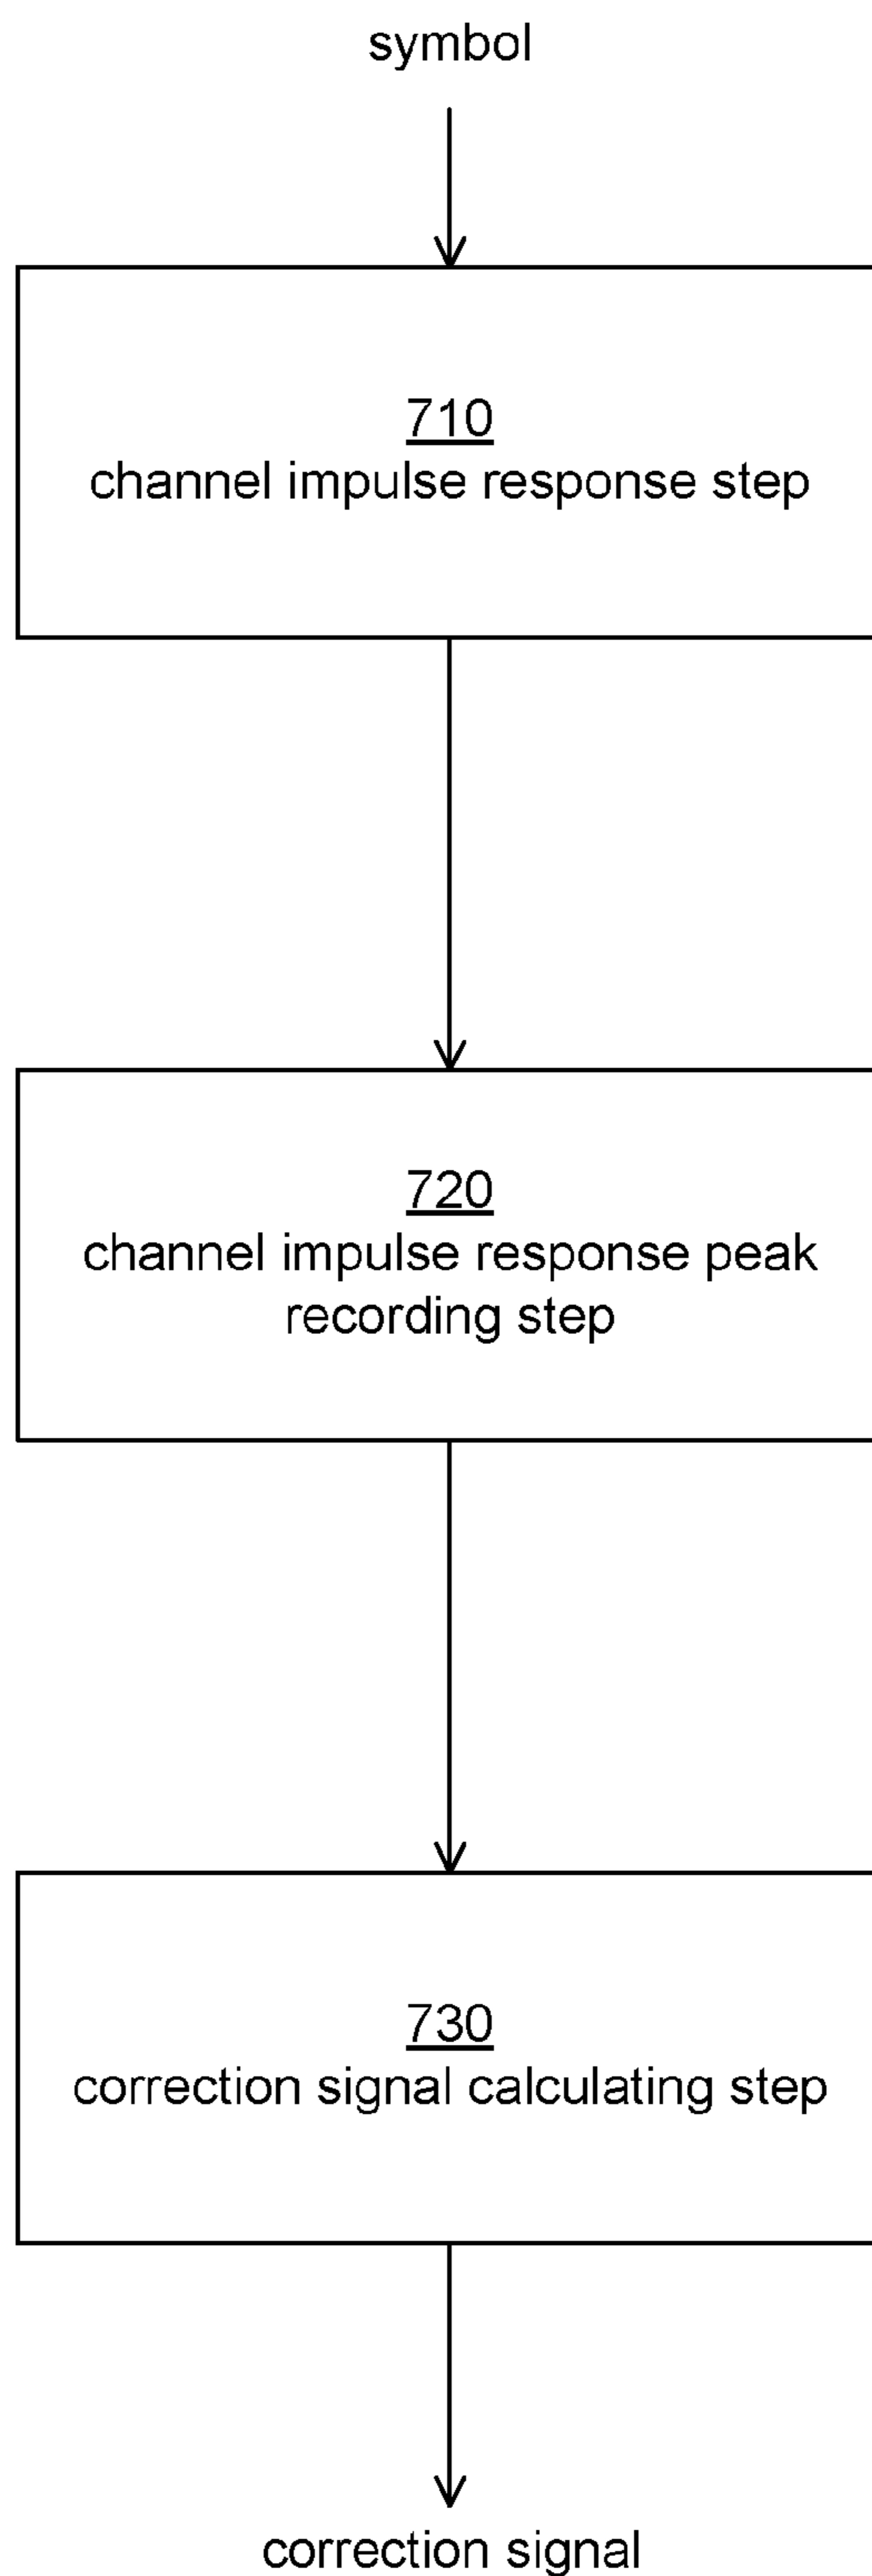 symbol
710
channel impulse response step
720
channel impulse response peak
recording step
730
correction signal calculating step
correction signal